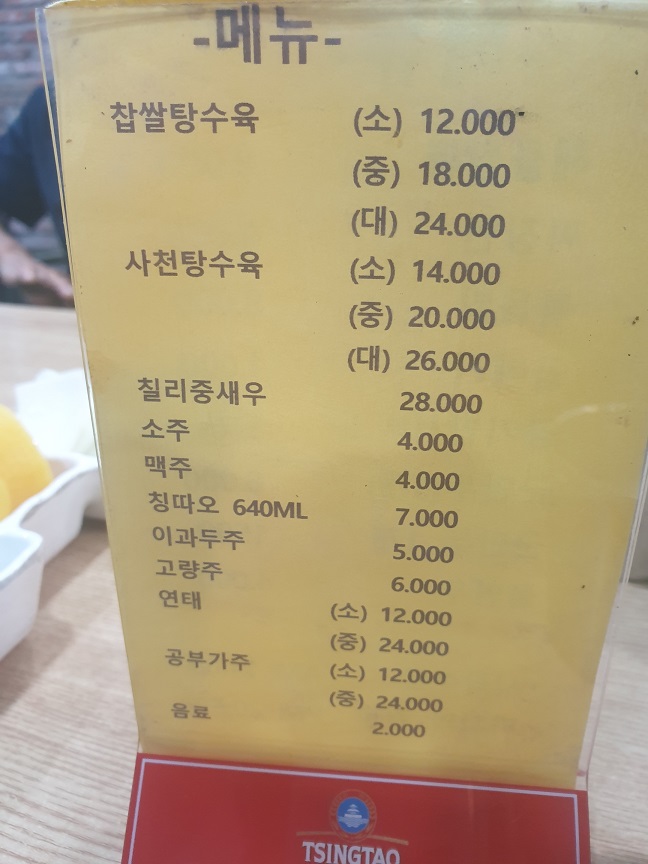 -메뉴-
찹쌀탕수육 (소) 12.000
(중) 18.000
(대) 24.000
사천탕수육 (소) 14.000
(중) 20.000
(대) 26.000
칠리중새우 28.000
소주 4.000
맥주 4.000
칭따오 640ML 7.000
이과두주 5.000
고량주 6.000
연태 (소) 12.000
(중) 24.000
공부가주 (소) 12.000
(중) 24.000
음료 2.000
TSINGTAO